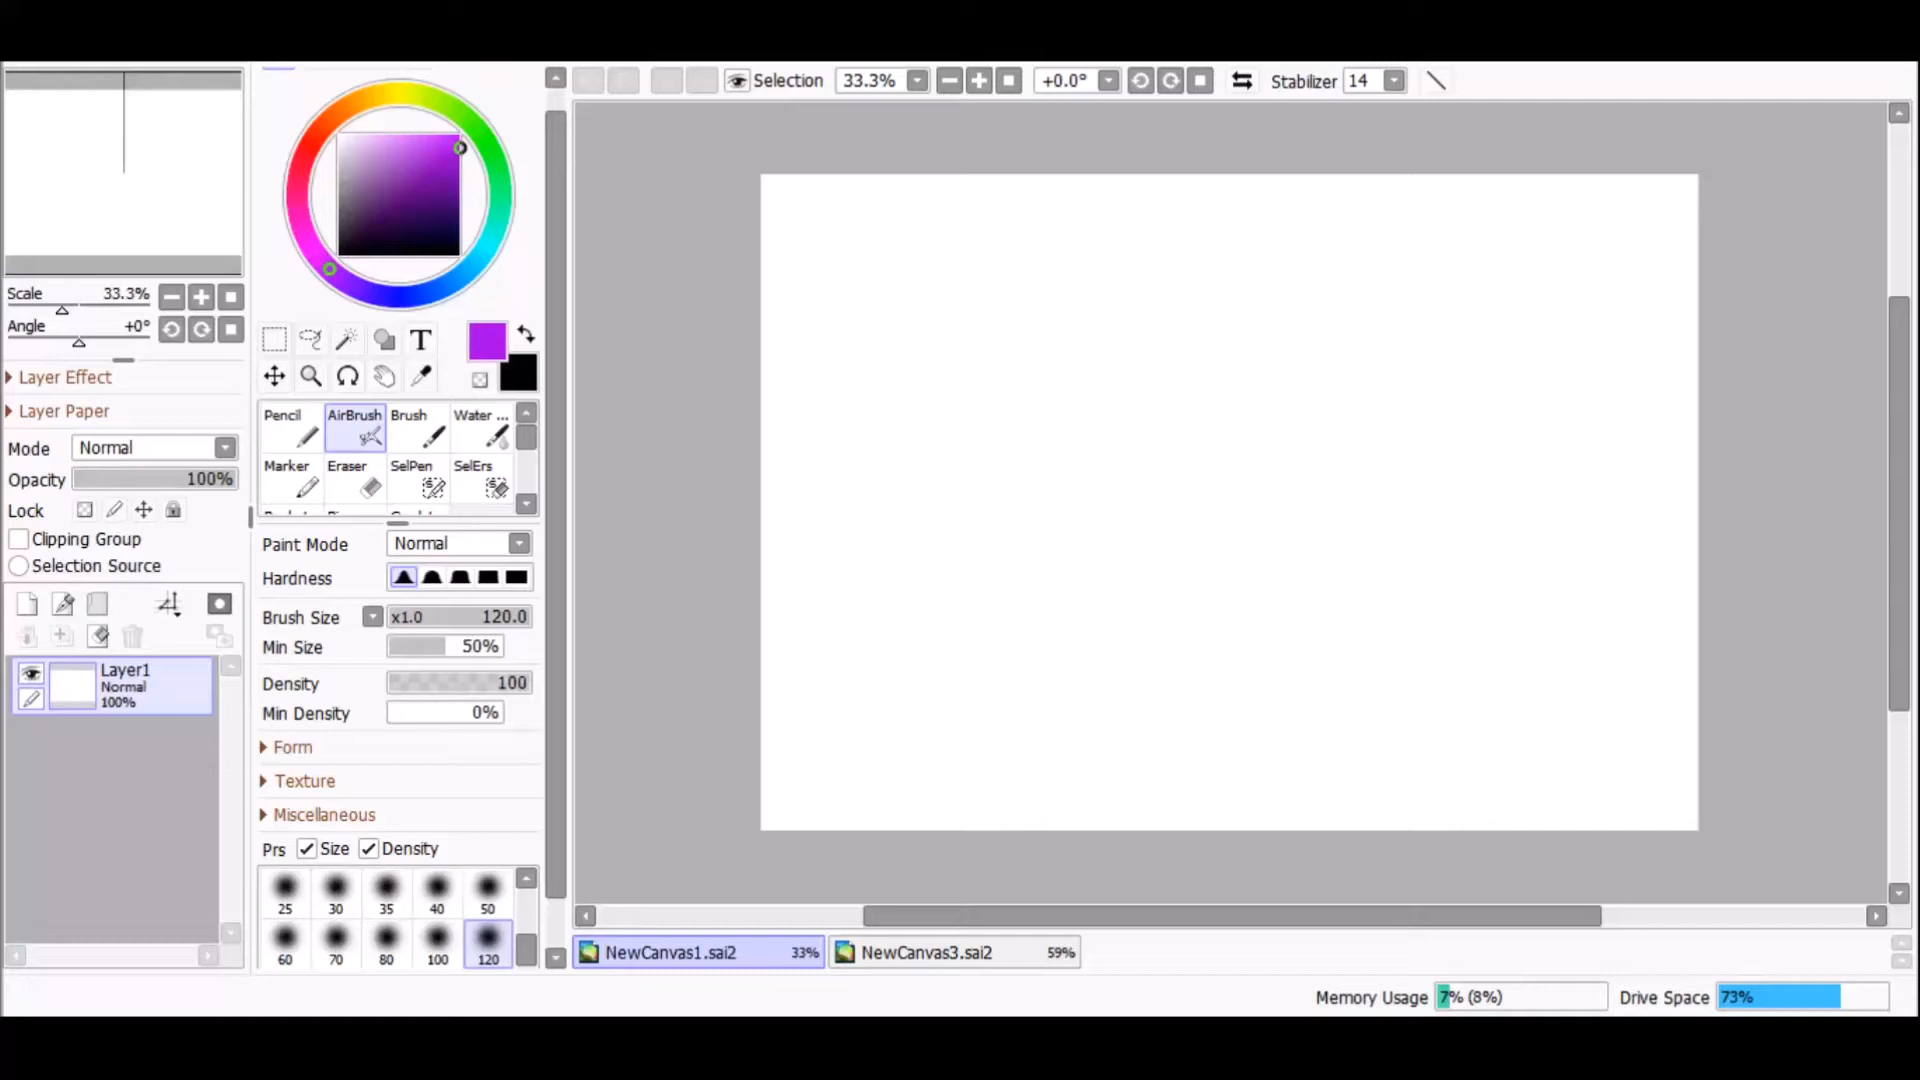 Selection 33.3% +0.0° Stabilizer 14
Scale 33.3%
Angle +0°
Layer Effect
Layer Paper
Mode Normal
Opacity 100%
Lock
Clipping Group
Selection Source
Layer1
Normal
100%
T
Pencil AirBrush Brush Water ...
Marker Eraser SelPen SelErs
Paint Mode Normal
Hardness
Brush Size x1.0 120.0
Min Size 50%
Density 100
Min Density 0%
Form
Texture
Miscellaneous
Prs Size Density
25 30 35 40 50
60 70 80 100 120
NewCanvas1.sai2 33% NewCanvas3.sai2 59%
Memory Usage 7% (8%) Drive Space 73%